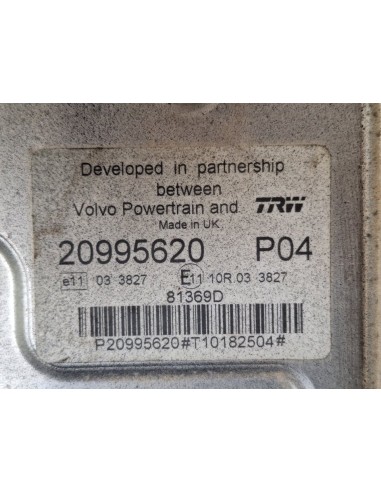 Developed in partnership
between
Volvo Powertrain and TRW
Made in UK
20995620 P04
e11 03 3827 E11 10R 03 3827
81369D
P20995620#T10182504#